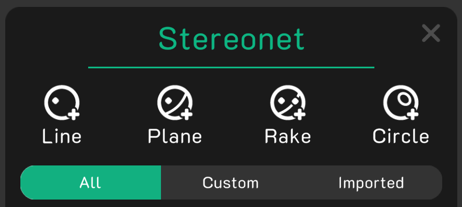 Stereonet
Line Plane Rake Circle
All Custom Imported